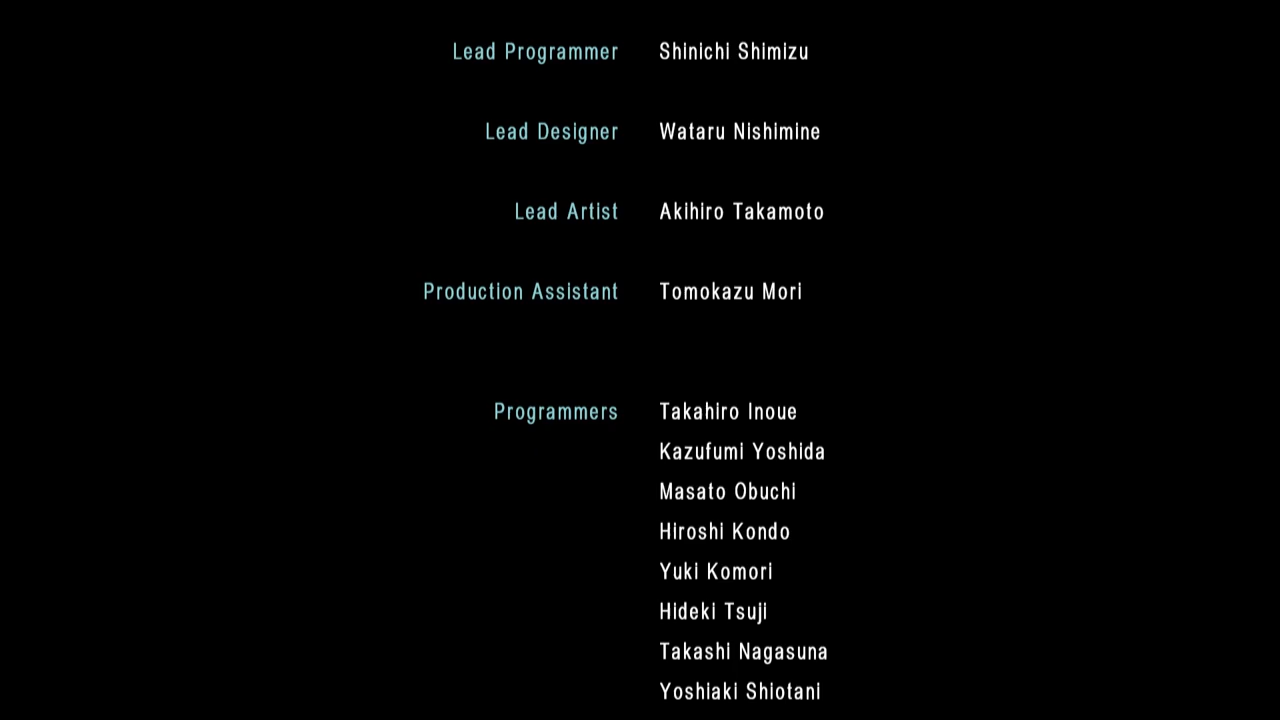 Lead Programmer Shinichi Shimizu
Lead Designer Wataru Nishimine
Lead Artist Akihiro Takamoto
Production Assistant Tomokazu Mori
Programmers Takahiro Inoue
Kazufumi Yoshida
Masato Obuchi
Hiroshi Kondo
Yuki Komori
Hideki Tsuji
Takashi Nagasuna
Yoshiaki Shiotani